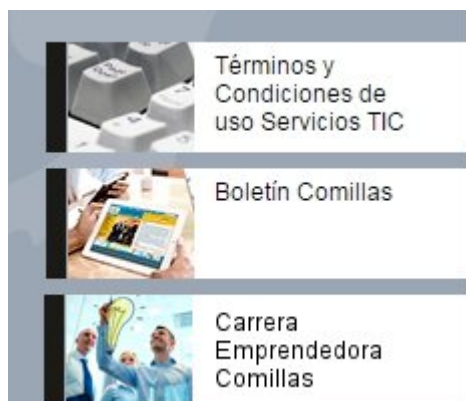 Términos y
Condiciones de
uso Servicios TIC
Boletín Comillas
Carrera
Emprendedora
Comillas